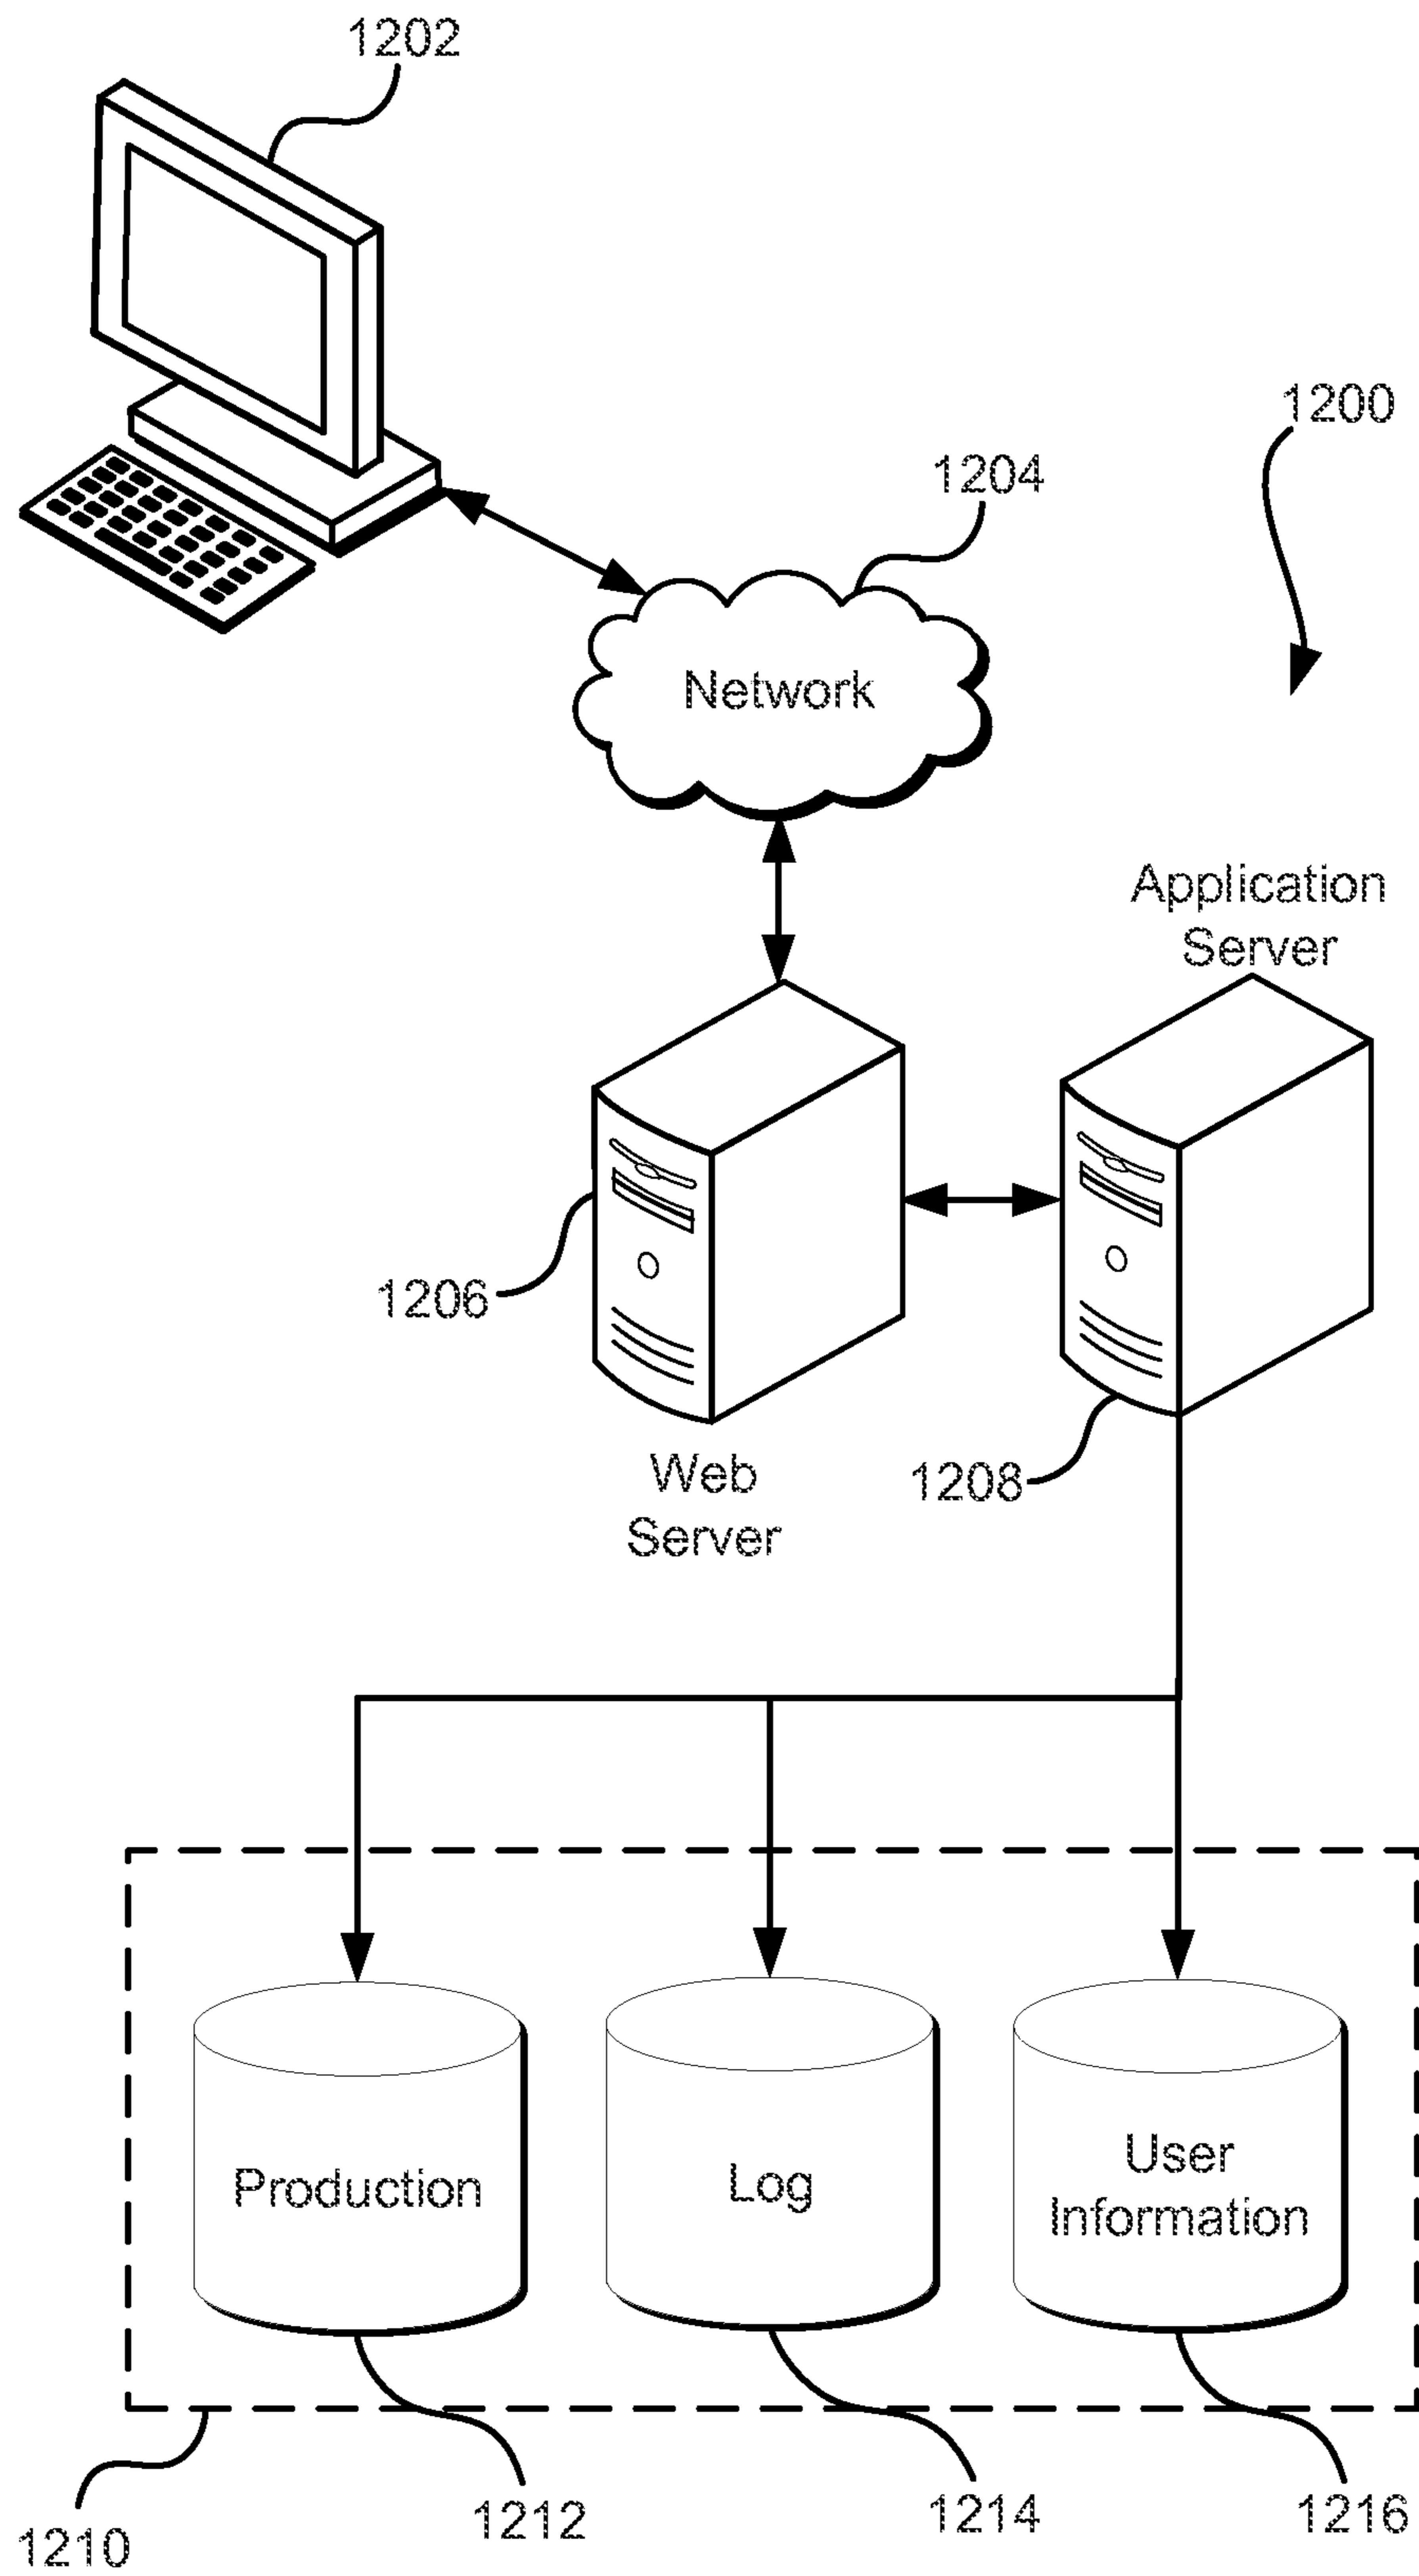 1202
1200
1204
Network
Application
Server
1206
Web
Server
1208
Production
Log
User
Information
1210
1212
1214
1216